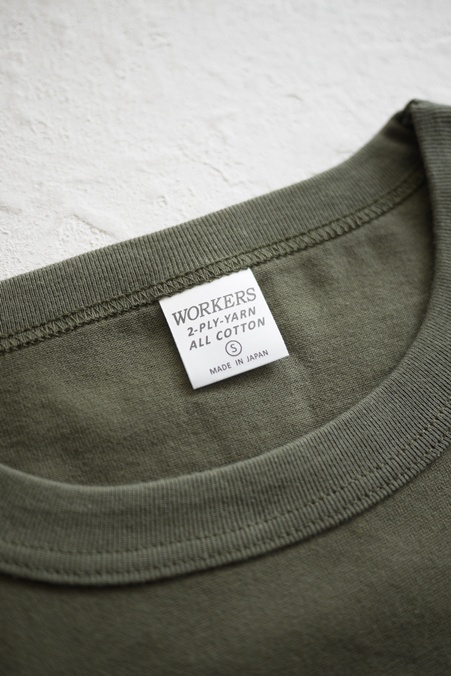 WORKERS
2-PLY-YARN
ALL COTTON
S
MADE IN JAPAN